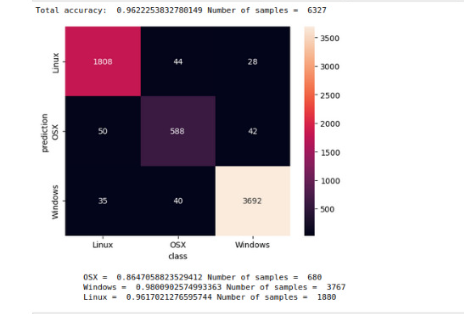 Total accuracy:  0.9622253832780149 Number of samples =  6327
Linux
1808
44
28
prediction
OSX
50
588
42
Windows
35
40
3692
Linux
OSX
Windows
class
3500
3000
2500
2000
1500
1000
500
OSX =  0.8647058823529412 Number of samples =  680
Windows =  0.9800902574993363 Number of samples =  3767
Linux =  0.9617021276595744 Number of samples =  1880